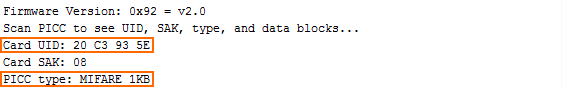 Firmware Version: 0x92 = v2.0
Scan PICC to see UID, SAK, type, and data blocks...
Card UID: 20 C3 93 5E
Card SAK: 08
PICC type: MIFARE 1KB